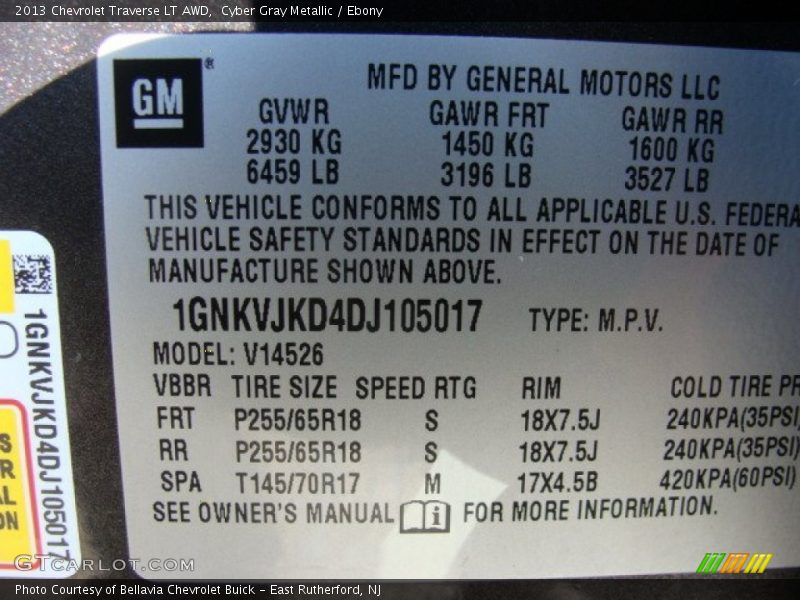 2013 Chevrolet Traverse LT AWD, Cyber Gray Metallic / Ebony
GM®
MFD BY GENERAL MOTORS LLC
GVWR GAWR FRT GAWR RR
2930 KG 1450 KG 1600 KG
6459 LB 3196 LB 3527 LB
THIS VEHICLE CONFORMS TO ALL APPLICABLE U.S. FEDERA
VEHICLE SAFETY STANDARDS IN EFFECT ON THE DATE OF
MANUFACTURE SHOWN ABOVE.
1GNKVJKD4DJ105017 TYPE: M.P.V.
MODEL: V14526
VBBR TIRE SIZE SPEED RTG RIM COLD TIRE PR
FRT P255/65R18 S 18X7.5J 240KPA(35PSI)
RR P255/65R18 S 18X7.5J 240KPA(35PSI)
SPA T145/70R17 M 17X4.5B 420KPA(60PSI)
SEE OWNER'S MANUAL i FOR MORE INFORMATION.
1GNKVJKD4DJ105017
S
R
AL
ON
GTCARLOT.COM
Photo Courtesy of Bellavia Chevrolet Buick – East Rutherford, NJ